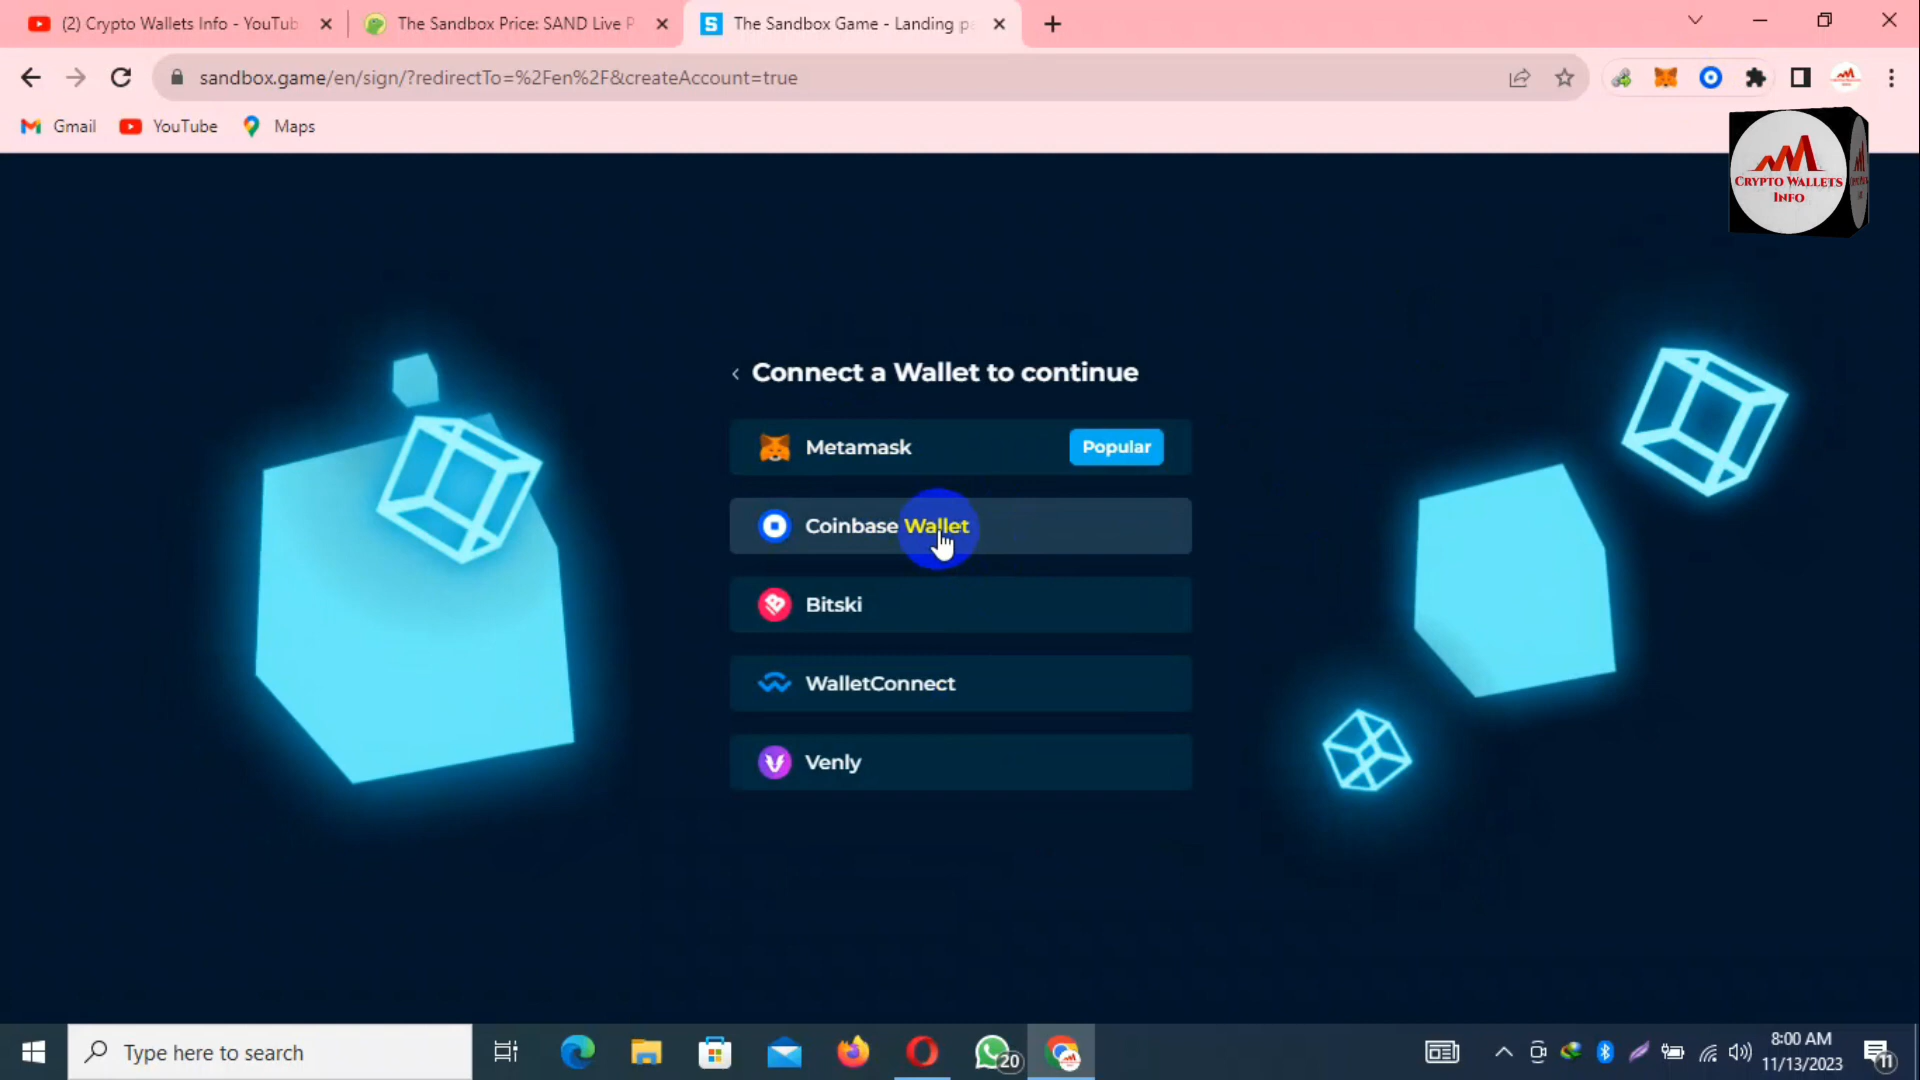 (2) Crypto Wallets Info - YouTub
The Sandbox Price: SAND Live P
The Sandbox Game - Landing pa
sandbox.game/en/sign/?redirectTo=%2Fen%2F&createAccount=true
Gmail
YouTube
Maps
CRYPTO WALLETS
INFO
Connect a Wallet to continue
Metamask
Popular
Coinbase Wallet
Bitski
WalletConnect
Venly
Type here to search
20
8:00 AM
11/13/2023
11